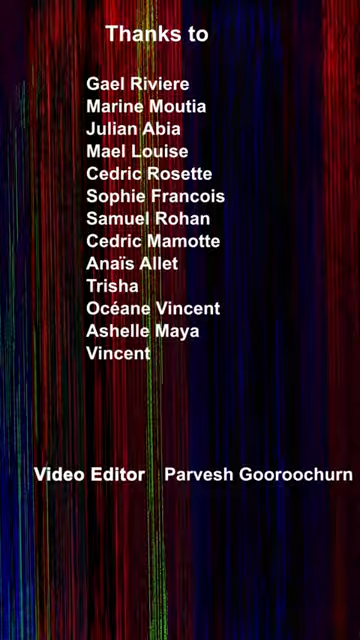 Thanks to
Gael Riviere
Marine Moutia
Julian Abia
Mael Louise
Cedric Rosette
Sophie Francois
Samuel Rohan
Cedric Mamotte
Anaïs Allet
Trisha
Océane Vincent
Ashelle Maya
Vincent
Video Editor Parvesh Gooroochurn